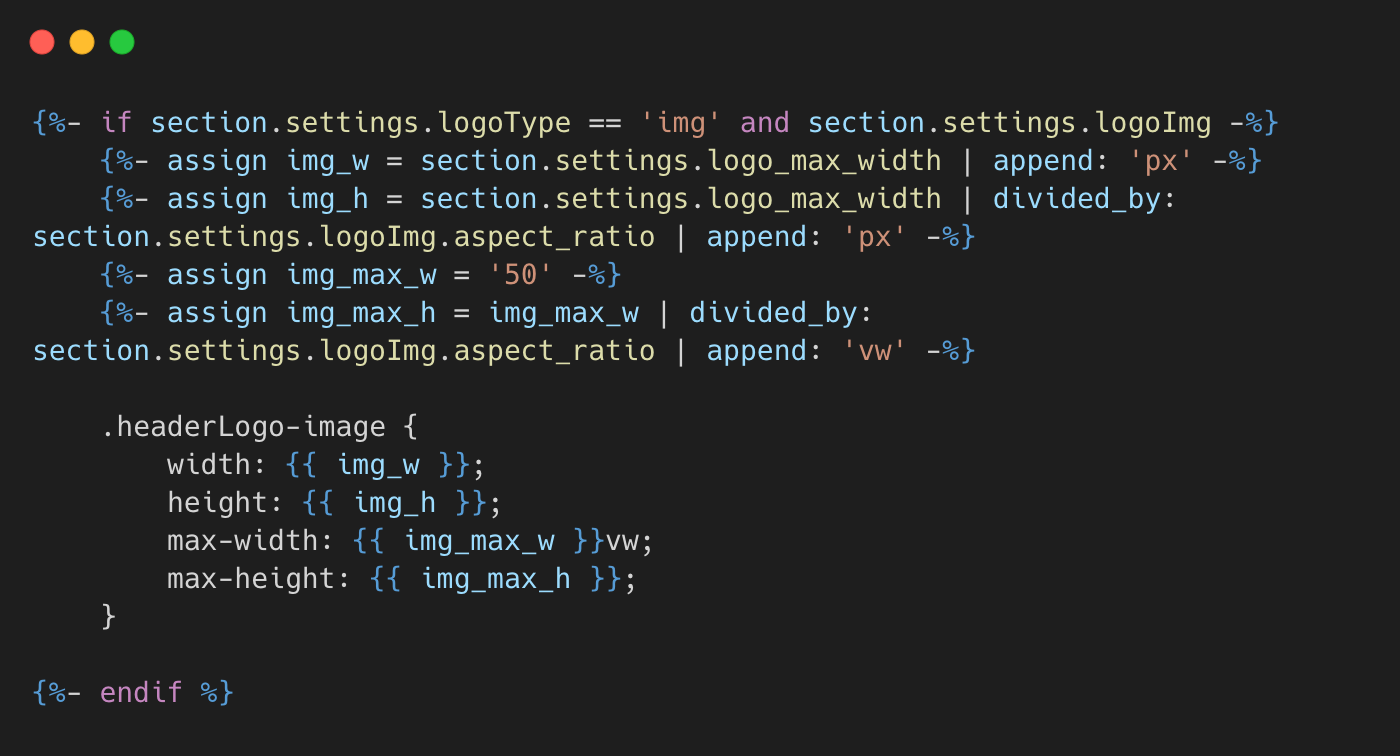 {%- if section.settings.logoType == 'img' and section.settings.logoImg -%}
    {%- assign img_w = section.settings.logo_max_width | append: 'px' -%}
    {%- assign img_h = section.settings.logo_max_width | divided_by:
section.settings.logoImg.aspect_ratio | append: 'px' -%}
    {%- assign img_max_w = '50' -%}
    {%- assign img_max_h = img_max_w | divided_by:
section.settings.logoImg.aspect_ratio | append: 'vw' -%}

    .headerLogo-image {
        width: {{ img_w }};
        height: {{ img_h }};
        max-width: {{ img_max_w }}vw;
        max-height: {{ img_max_h }};
    }

{%- endif %}